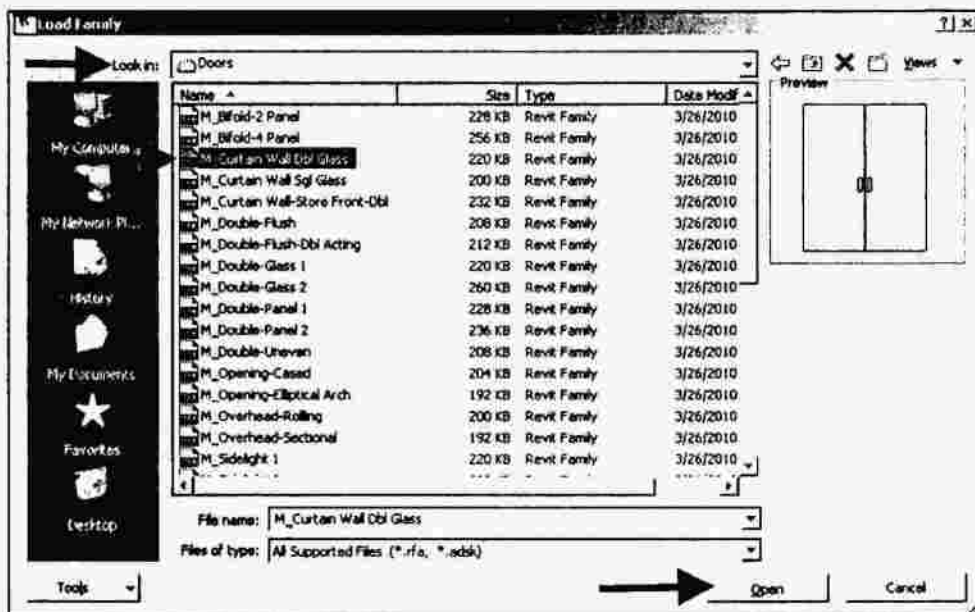 Load Family
Look in: Doors
Views
Name Size Type Date Modif
Preview
M_Bifold-2 Panel 228 KB Revit Family 3/26/2010
M_Bifold-4 Panel 256 KB Revit Family 3/26/2010
M_Curtain Wall Dbl Glass 220 KB Revit Family 3/26/2010
M_Curtain Wall Sgl Glass 200 KB Revit Family 3/26/2010
M_Curtain Wall-Store Front-Dbl 232 KB Revit Family 3/26/2010
M_Double-Flush 208 KB Revit Family 3/26/2010
M_Double-Flush-Dbl Acting 212 KB Revit Family 3/26/2010
M_Double-Glass 1 220 KB Revit Family 3/26/2010
M_Double-Glass 2 260 KB Revit Family 3/26/2010
M_Double-Panel 1 228 KB Revit Family 3/26/2010
M_Double-Panel 2 236 KB Revit Family 3/26/2010
M_Double-Uneven 208 KB Revit Family 3/26/2010
M_Opening-Cased 204 KB Revit Family 3/26/2010
M_Opening-Elliptical Arch 192 KB Revit Family 3/26/2010
M_Overhead-Rolling 200 KB Revit Family 3/26/2010
M_Overhead-Sectional 192 KB Revit Family 3/26/2010
M_Sidelight 1 220 KB Revit Family 3/26/2010
My Computer
My Network Pl...
History
My Documents
Favorites
Desktop
File name: M_Curtain Wall Dbl Glass
Files of type: All Supported Files (*.rfa, *.adsk)
Tools
Open
Cancel